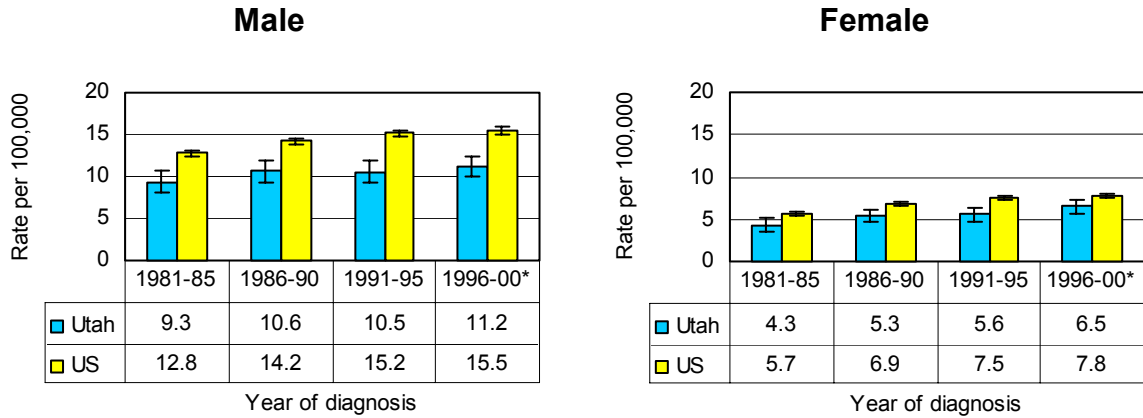 Male
Rate per 100,000
20
15
10
5
0
1981-85 1986-90 1991-95 1996-00*
Utah 9.3 10.6 10.5 11.2
US 12.8 14.2 15.2 15.5
Year of diagnosis
Female
Rate per 100,000
20
15
10
5
0
1981-85 1986-90 1991-95 1996-00*
Utah 4.3 5.3 5.6 6.5
US 5.7 6.9 7.5 7.8
Year of diagnosis